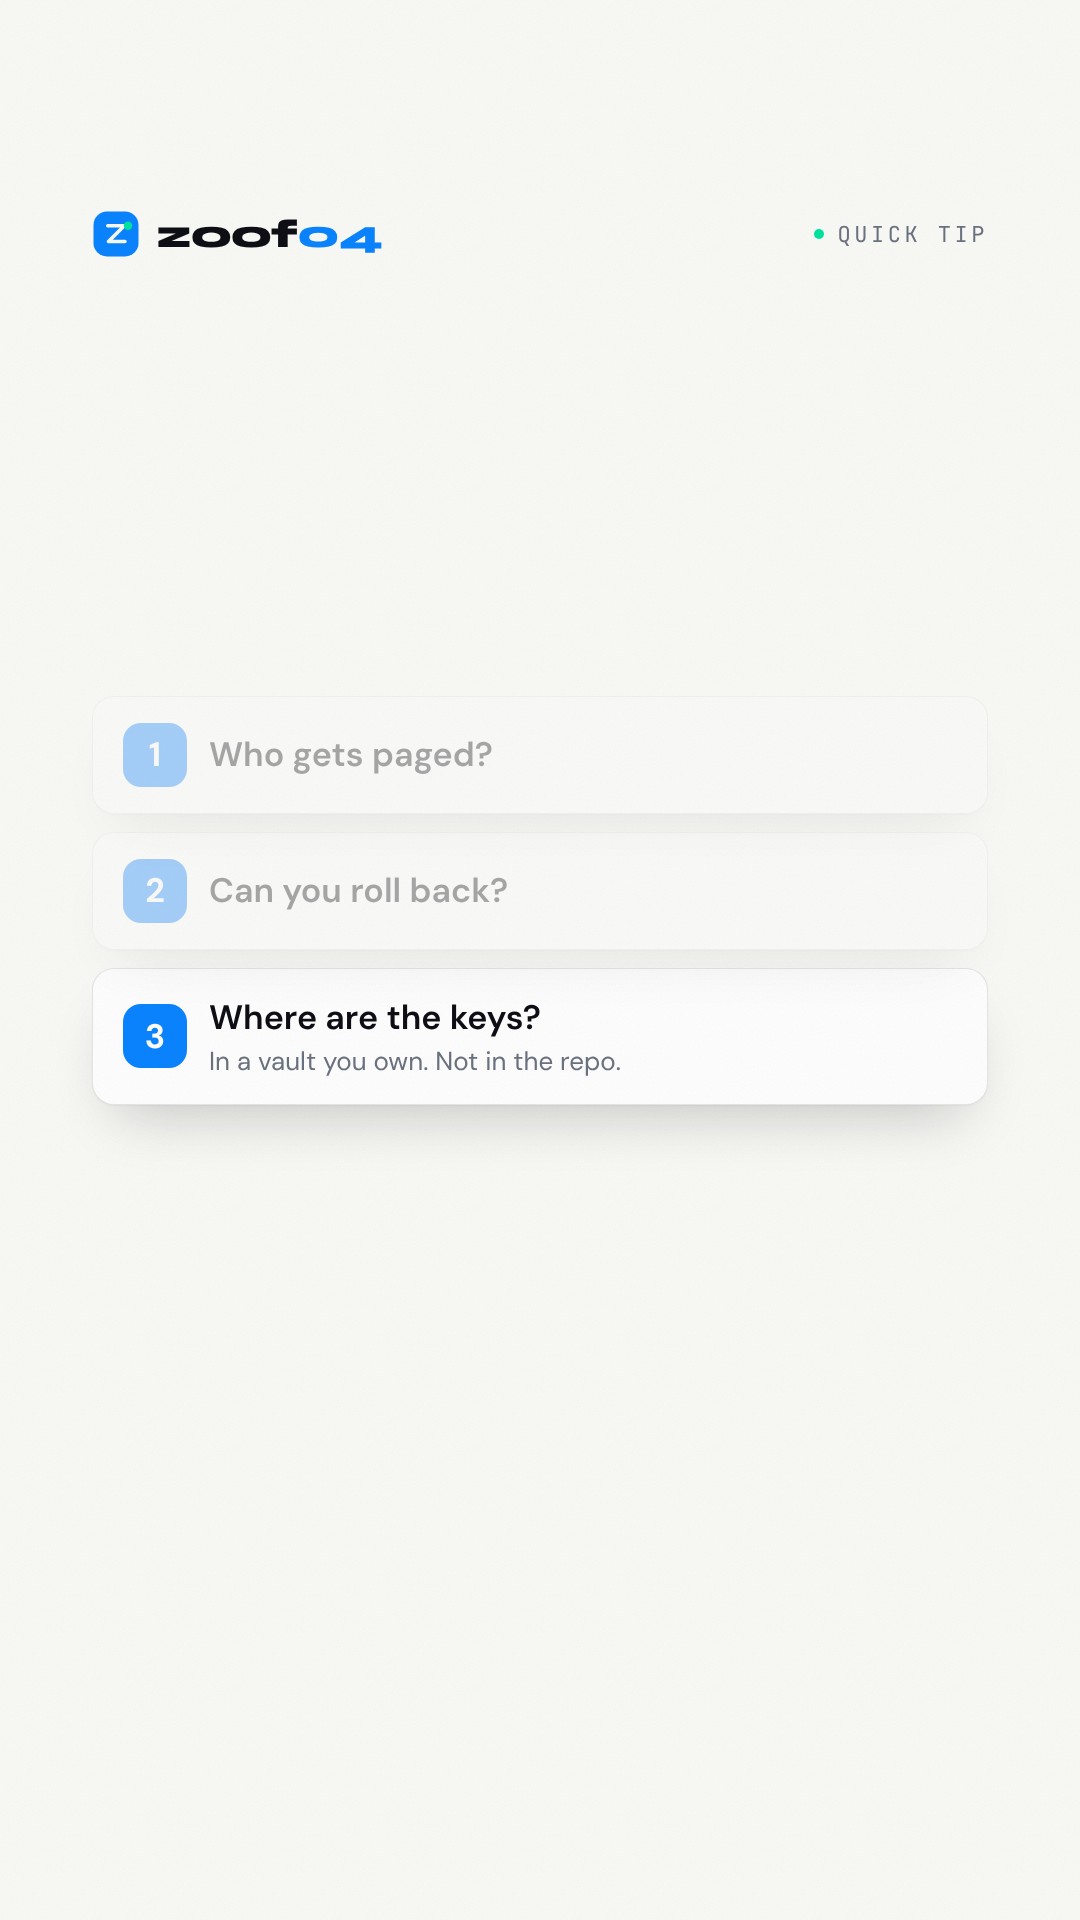 Z zoof04
QUICK TIP
1 Who gets paged?
2 Can you roll back?
3 Where are the keys?
In a vault you own. Not in the repo.